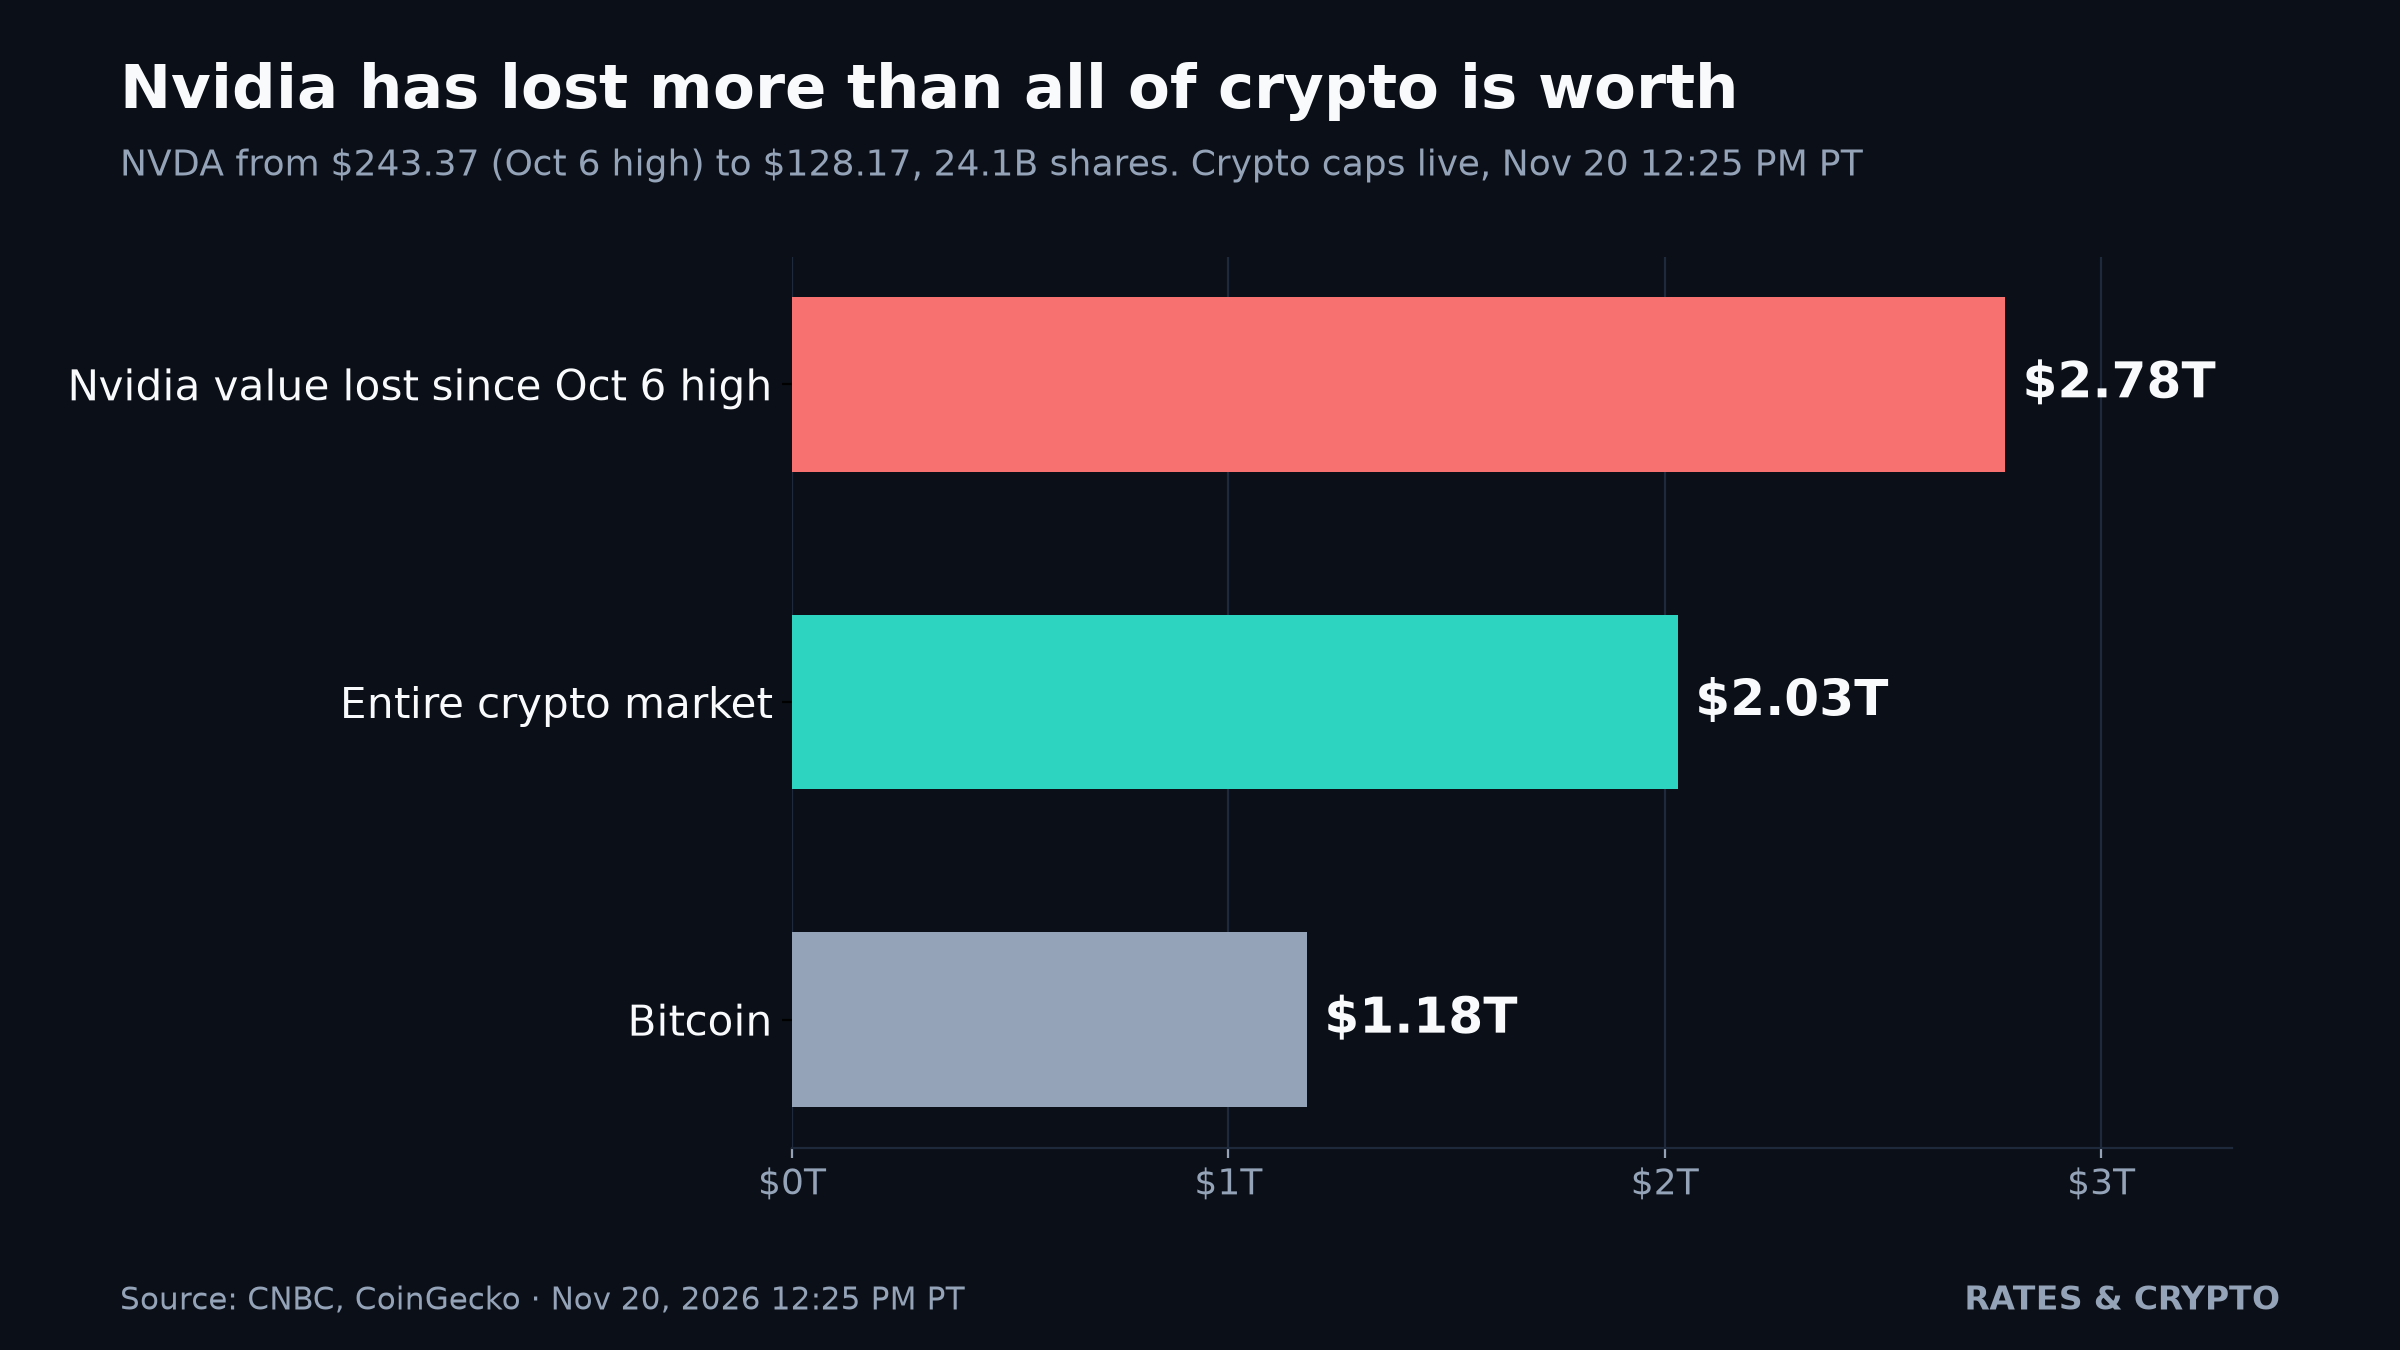 Nvidia has lost more than all of crypto is worth
NVDA from $243.37 (Oct 6 high) to $128.17, 24.1B shares. Crypto caps live, Nov 20 12:25 PM PT
Nvidia value lost since Oct 6 high
$2.78T
Entire crypto market
$2.03T
Bitcoin
$1.18T
$0T $1T $2T $3T
Source: CNBC, CoinGecko · Nov 20, 2026 12:25 PM PT
RATES & CRYPTO